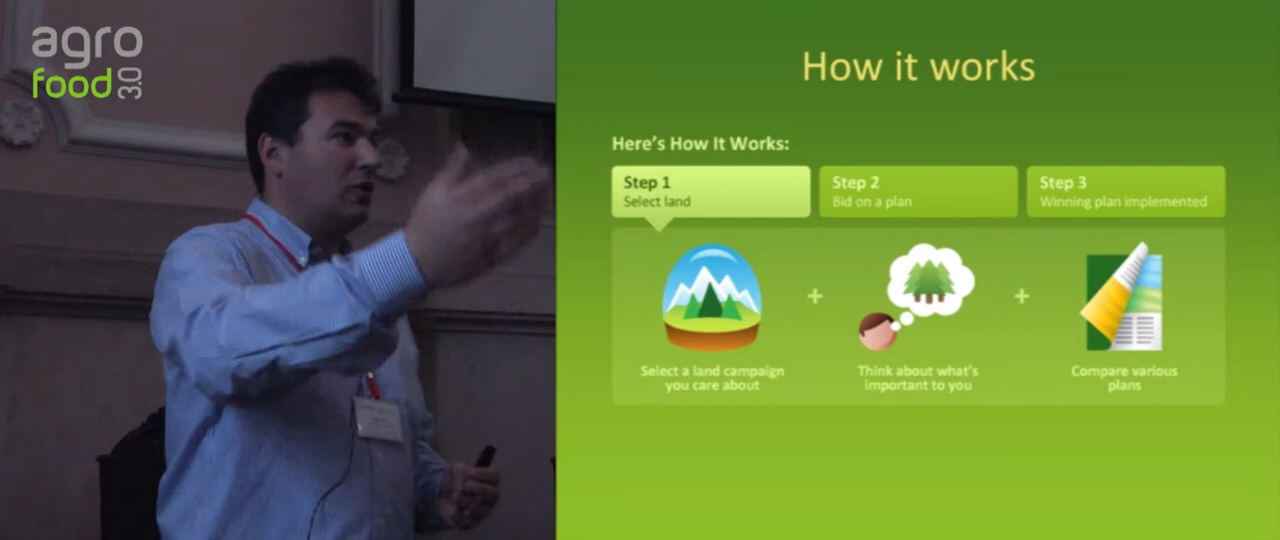 agro
food 3.0
How it works
Here's How It Works:
Step 1
Select land
Step 2
Bid on a plan
Step 3
Winning plan implemented
Select a land campaign
you care about
Think about what's
important to you
Compare various
plans